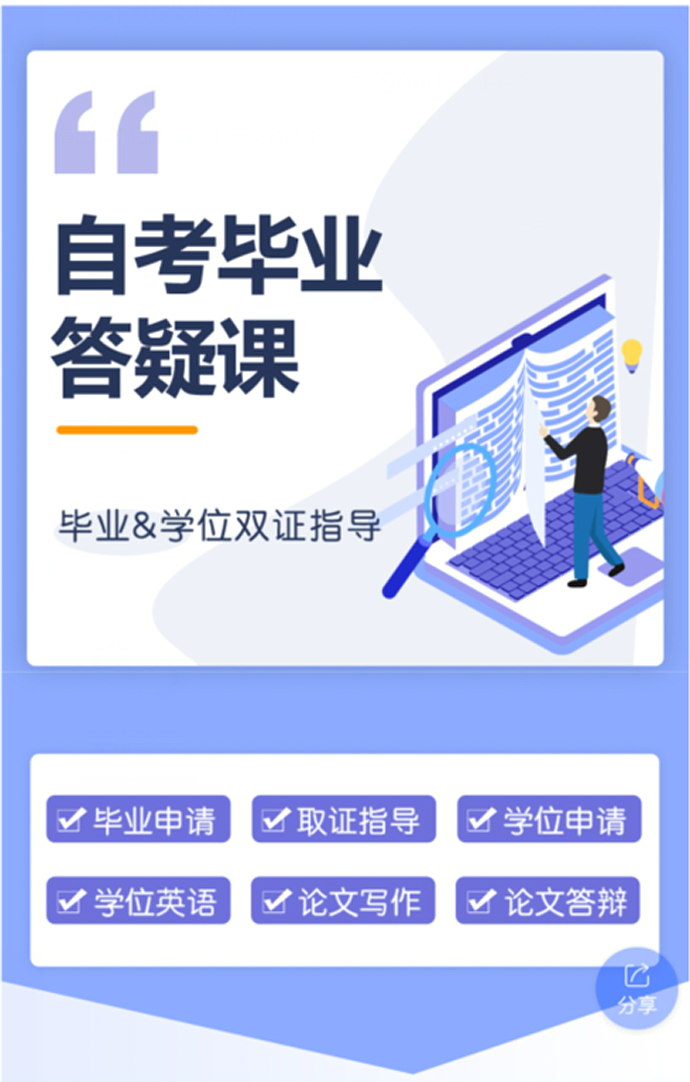 自考毕业
答疑课
毕业&学位双证指导
毕业申请 取证指导 学位申请
学位英语 论文写作 论文答辩
分享